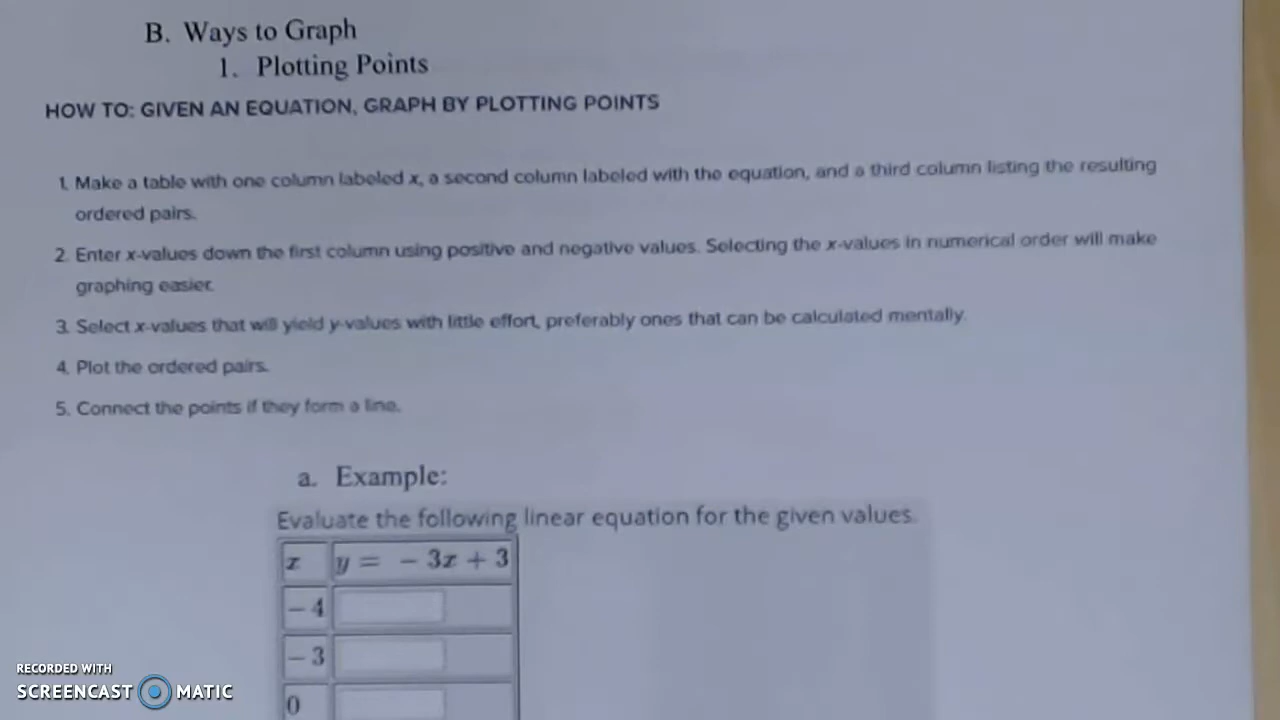 B. Ways to Graph
1. Plotting Points
HOW TO: GIVEN AN EQUATION, GRAPH BY PLOTTING POINTS
1. Make a table with one column labeled x, a second column labeled with the equation, and a third column listing the resulting
ordered pairs.
2. Enter x-values down the first column using positive and negative values. Selecting the x-values in numerical order will make
graphing easier.
3. Select x-values that will yield y-values with little effort, preferably ones that can be calculated mentally.
4. Plot the ordered pairs.
5. Connect the points if they form a line.
a. Example:
Evaluate the following linear equation for the given values.
x y = - 3x + 3
- 4
- 3
0
RECORDED WITH
SCREENCAST MATIC